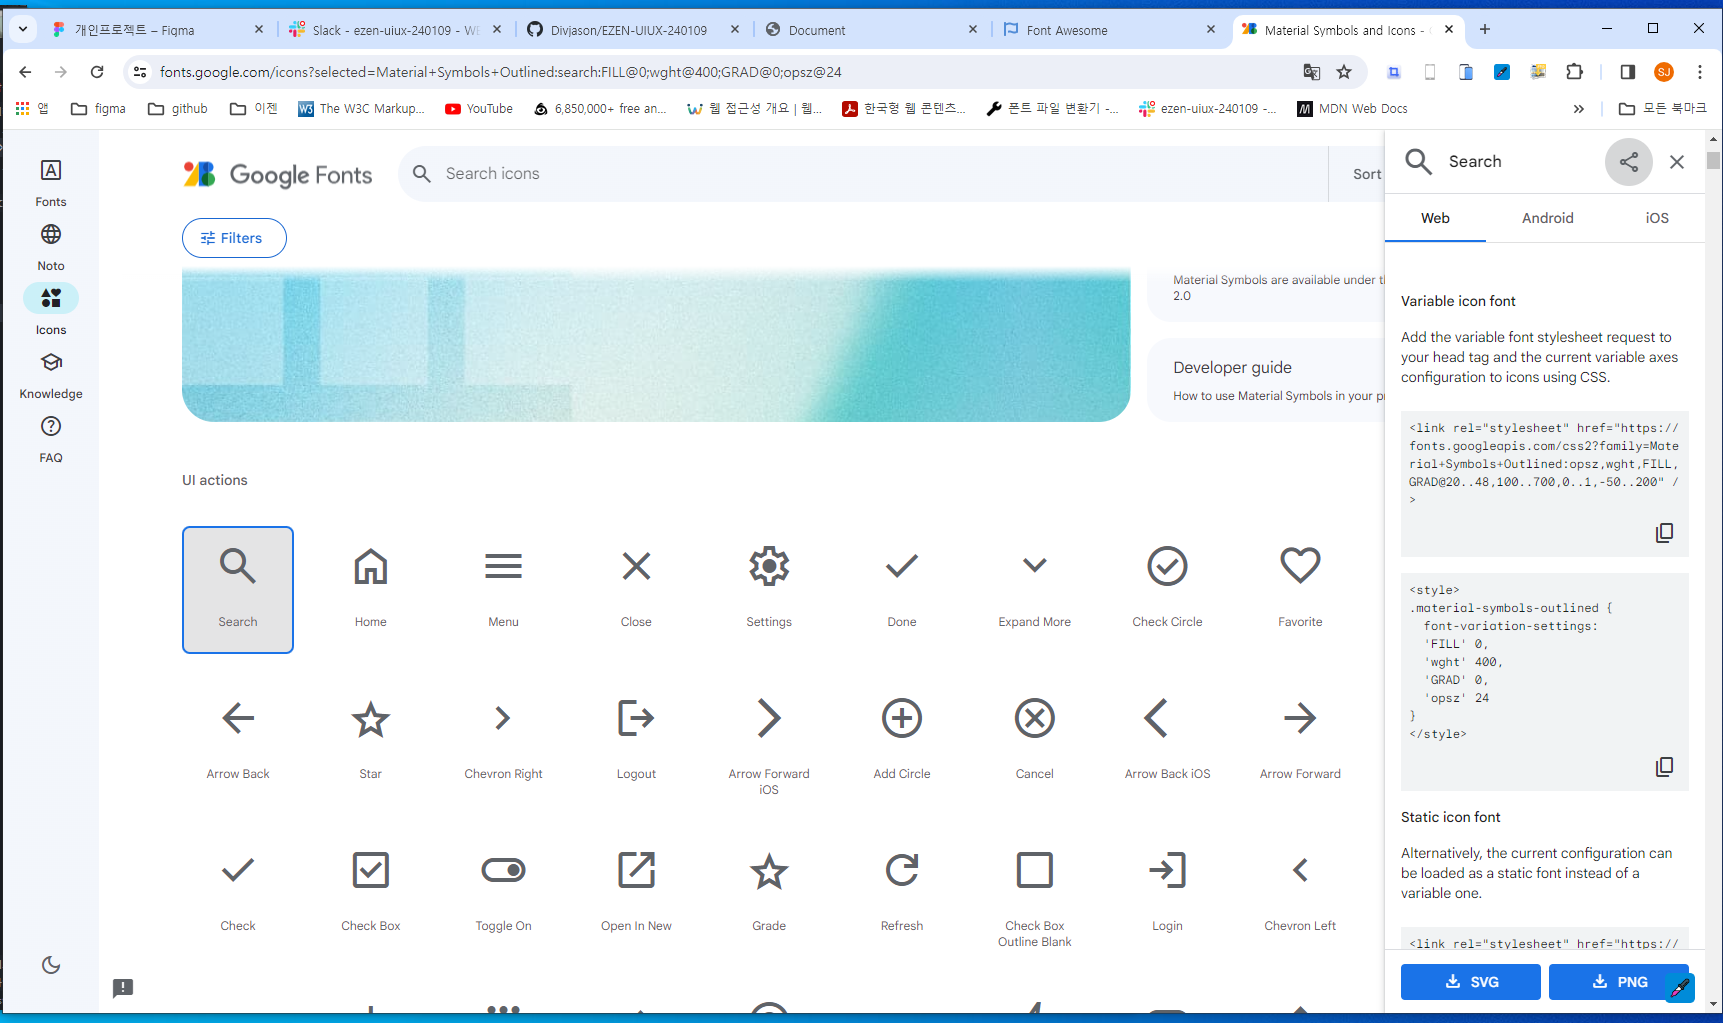 개인프로젝트 – Figma
Slack - ezen-uiux-240109 - WE
Divjason/EZEN-UIUX-240109
Document
Font Awesome
Material Symbols and Icons -
fonts.google.com/icons?selected=Material+Symbols+Outlined:search:FILL@0;wght@400;GRAD@0;opsz@24
SJ
앱
figma
github
이젠
W3
The W3C Markup...
YouTube
6,850,000+ free an...
웹 접근성 개요 | 웹...
한국형 웹 콘텐츠...
폰트 파일 변환기 -...
ezen-uiux-240109 -...
MDN Web Docs
»
모든 북마크
Fonts
Noto
Icons
Knowledge
FAQ
Google Fonts
Search icons
Sort
Filters
Material Symbols are available under th
2.0
Developer guide
How to use Material Symbols in your pr
UI actions
Search
Home
Menu
Close
Settings
Done
Expand More
Check Circle
Favorite
Arrow Back
Star
Chevron Right
Logout
Arrow Forward
iOS
Add Circle
Cancel
Arrow Back iOS
Arrow Forward
Check
Check Box
Toggle On
Open In New
Grade
Refresh
Check Box
Outline Blank
Login
Chevron Left
Search
Web
Android
iOS
Variable icon font
Add the variable font stylesheet request to
your head tag and the current variable axes
configuration to icons using CSS.
<link rel="stylesheet" href="https://
fonts.googleapis.com/css2?family=Mate
rial+Symbols+Outlined:opsz,wght,FILL,
GRAD@20..48,100..700,0..1,-50..200" /
>
<style>
.material-symbols-outlined {
font-variation-settings:
'FILL' 0,
'wght' 400,
'GRAD' 0,
'opsz' 24
}
</style>
Static icon font
Alternatively, the current configuration can
be loaded as a static font instead of a
variable one.
<link rel="stylesheet" href="https://
SVG
PNG